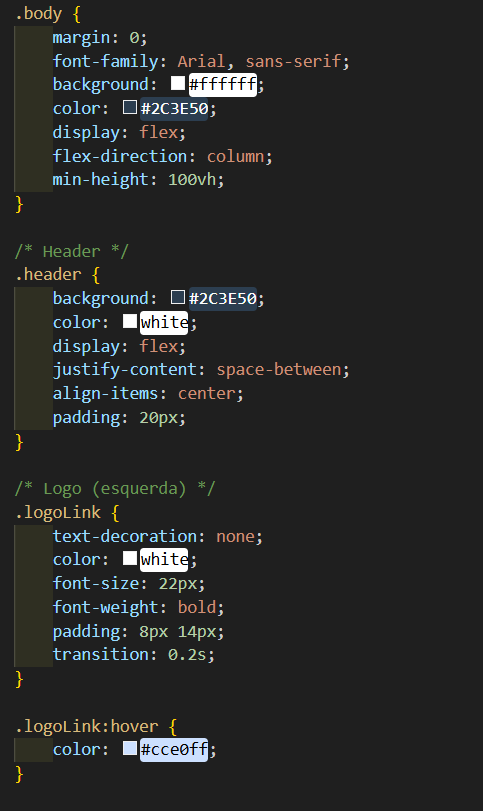 .body {
    margin: 0;
    font-family: Arial, sans-serif;
    background: #ffffff;
    color: #2C3E50;
    display: flex;
    flex-direction: column;
    min-height: 100vh;
}

/* Header */
.header {
    background: #2C3E50;
    color: white;
    display: flex;
    justify-content: space-between;
    align-items: center;
    padding: 20px;
}

/* Logo (esquerda) */
.logoLink {
    text-decoration: none;
    color: white;
    font-size: 22px;
    font-weight: bold;
    padding: 8px 14px;
    transition: 0.2s;
}

.logoLink:hover {
    color: #cce0ff;
}